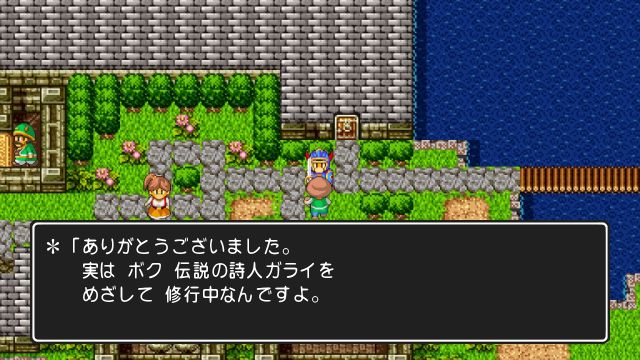 ＊「ありがとうございました。
実は ボク 伝説の詩人ガライを
めざして 修行中なんですよ。